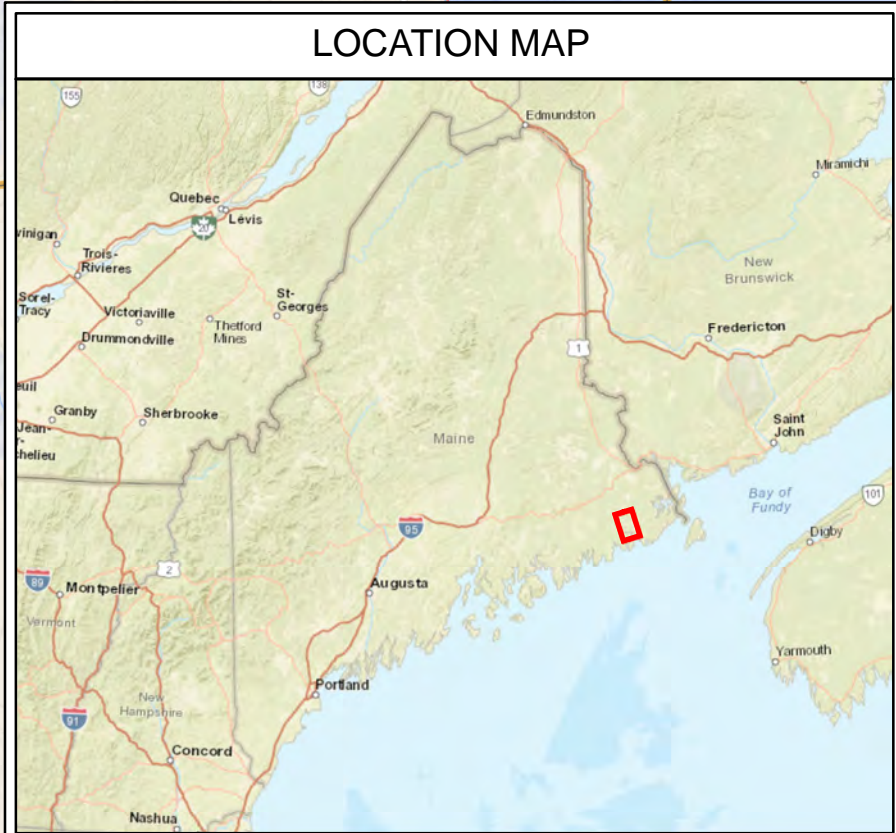 LOCATION MAP
155
138
Edmundston
Miramichi
Quebec
Lévis
20
vinigan
Trois-
Rivieres
New
Brunswick
Sorel-
Tracy
Victoriaville
St-
Georges
Thetford
Mines
Drummondville
Fredericton
1
euil
Granby
Sherbrooke
Saint
John
Jean-
r-
chelieu
Maine
Bay of
Fundy
101
95
Digby
2
89
Montpelier
Augusta
Vermont
Yarmouth
Portland
New
Hampshire
91
Concord
Nashua